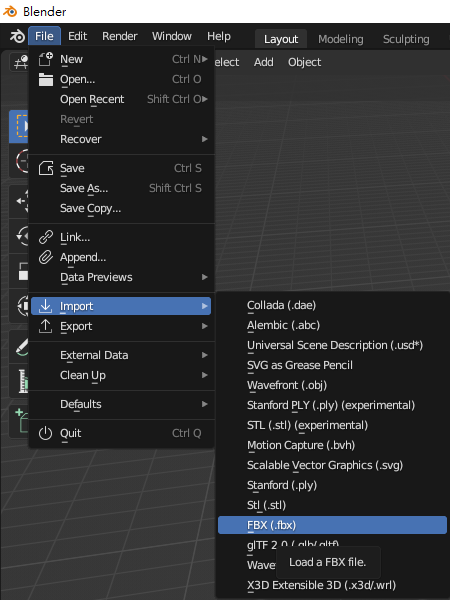 Blender
File Edit Render Window Help Layout Modeling Sculpting
elect Add Object
New Ctrl N
Open... Ctrl O
Open Recent Shift Ctrl O
Revert
Recover
Save Ctrl S
Save As... Shift Ctrl S
Save Copy...
Link...
Append...
Data Previews
Import
Export
External Data
Clean Up
Defaults
Quit Ctrl Q
Collada (.dae)
Alembic (.abc)
Universal Scene Description (.usd*)
SVG as Grease Pencil
Wavefront (.obj)
Stanford PLY (.ply) (experimental)
STL (.stl) (experimental)
Motion Capture (.bvh)
Scalable Vector Graphics (.svg)
Stanford (.ply)
Stl (.stl)
FBX (.fbx)
glTF 2.0 (.glb/.gltf)
Load a FBX file.
Wave
X3D Extensible 3D (.x3d/.wrl)